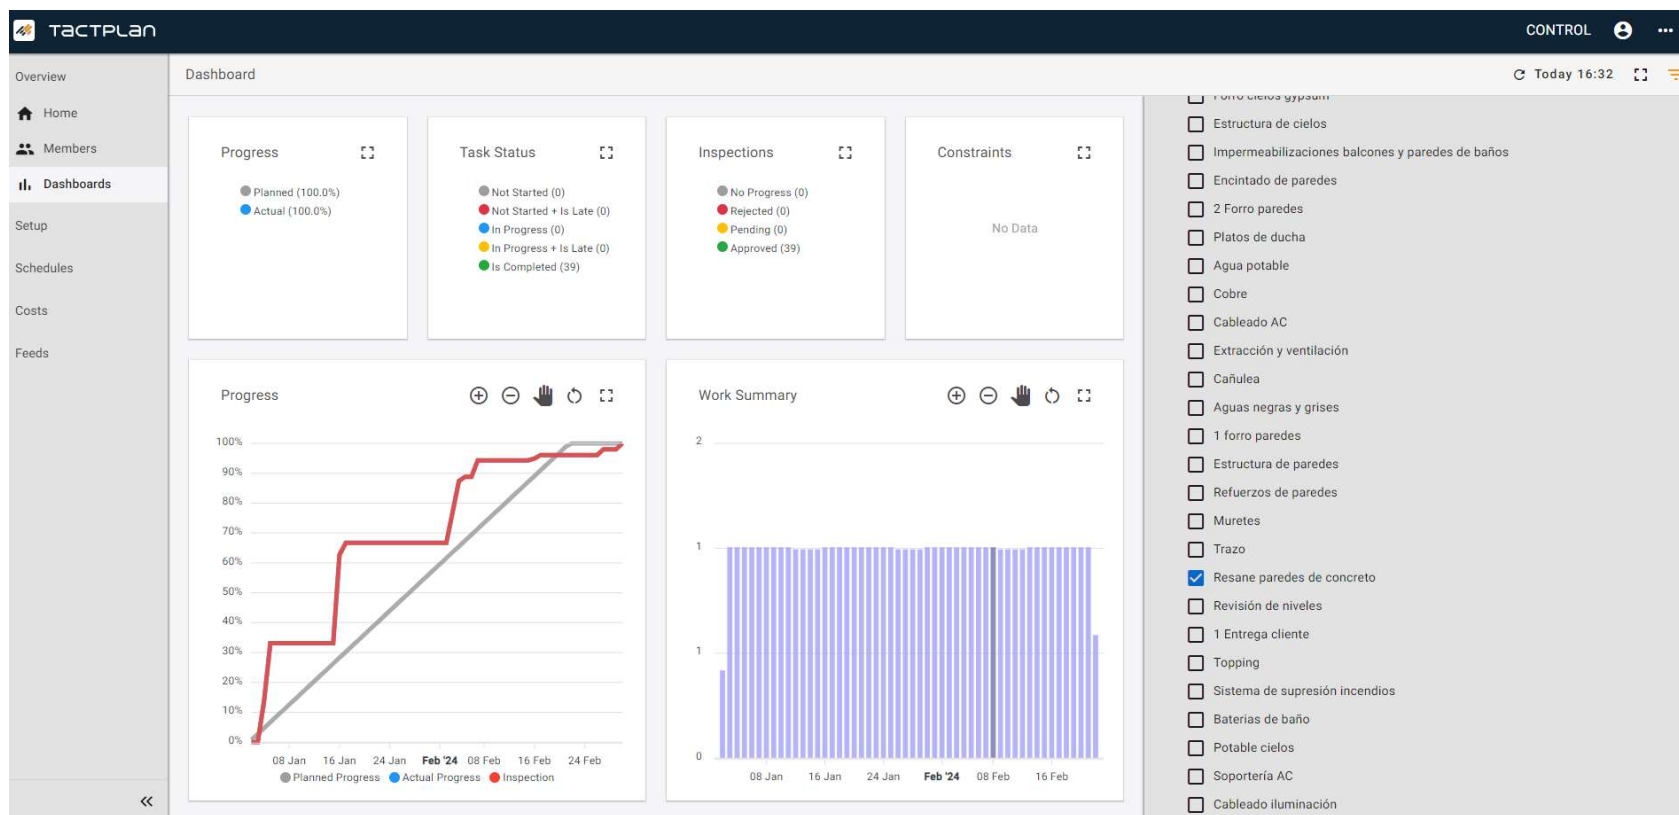 TACTPLAN
CONTROL
Overview
Home
Members
Dashboards
Setup
Schedules
Costs
Feeds
Dashboard
Today 16:32
Progress
Planned (100.0%)
Actual (100.0%)
Task Status
Not Started (0)
Not Started + Is Late (0)
In Progress (0)
In Progress + Is Late (0)
Is Completed (39)
Inspections
No Progress (0)
Rejected (0)
Pending (0)
Approved (39)
Constraints
No Data
Progress
100%
90%
80%
70%
60%
50%
40%
30%
20%
10%
0%
08 Jan 16 Jan 24 Jan Feb '24 08 Feb 16 Feb 24 Feb
Planned Progress Actual Progress Inspection
Work Summary
2
1
1
0
08 Jan 16 Jan 24 Jan Feb '24 08 Feb 16 Feb
Forro cielos gypsum
Estructura de cielos
Impermeabilizaciones balcones y paredes de baños
Encintado de paredes
2 Forro paredes
Platos de ducha
Agua potable
Cobre
Cableado AC
Extracción y ventilación
Cañulea
Aguas negras y grises
1 forro paredes
Estructura de paredes
Refuerzos de paredes
Muretes
Trazo
Resane paredes de concreto
Revisión de niveles
1 Entrega cliente
Topping
Sistema de supresión incendios
Baterias de baño
Potable cielos
Soportería AC
Cableado iluminación